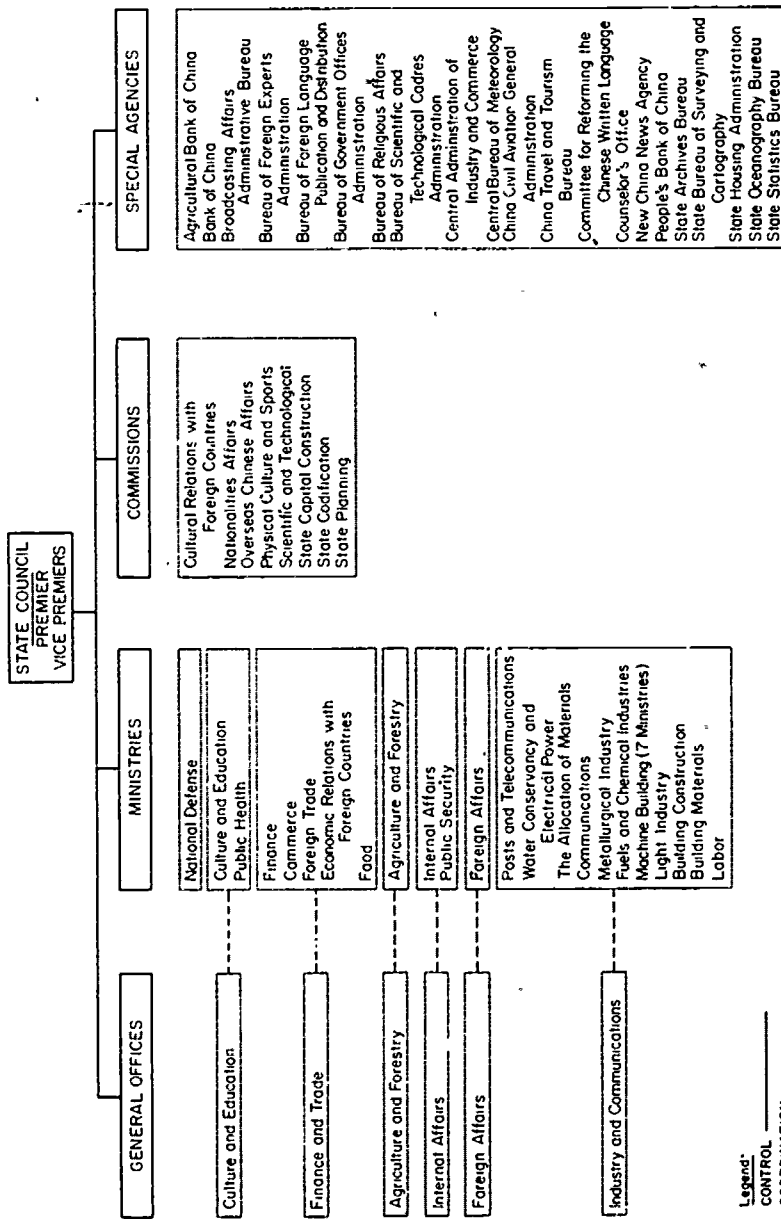 STATE COUNCIL
PREMIER
VICE PREMIERS
GENERAL OFFICES
Culture and Education
Finance and Trade
Agriculture and Forestry
Internal Affairs
Foreign Affairs
Industry and Communications
MINISTRIES
National Defense
Culture and Education
Public Health
Finance
Commerce
Foreign Trade
Economic Relations with
Foreign Countries
Food
Agriculture and Forestry
Internal Affairs
Public Security
Foreign Affairs
Posts and Telecommunications
Water Conservancy and
Electrical Power
The Allocation of Materials
Communications
Metallurgical Industry
Fuels and Chemical Industries
Machine Building (7 Ministries)
Light Industry
Building Construction
Building Materials
Labor
COMMISSIONS
Cultural Relations with
Foreign Countries
Nationalities Affairs
Overseas Chinese Affairs
Physical Culture and Sports
Scientific and Technological
State Capital Construction
State Codification
State Planning
SPECIAL AGENCIES
Agricultural Bank of China
Bank of China
Broadcasting Affairs
Administrative Bureau
Bureau of Foreign Experts
Administration
Bureau of Foreign Language
Publication and Distribution
Bureau of Government Offices
Administration
Bureau of Religious Affairs
Bureau of Scientific and
Technological Cadres
Administration
Central Administration of
Industry and Commerce
Central Bureau of Meteorology
China Civil Aviation General
Administration
China Travel and Tourism
Bureau
Committee for Reforming the
Chinese Written Language
Counselor's Office
New China News Agency
People's Bank of China
State Archives Bureau
State Bureau of Surveying and
Cartography
State Housing Administration
State Oceanography Bureau
State Statistics Bureau
Legend:
CONTROL